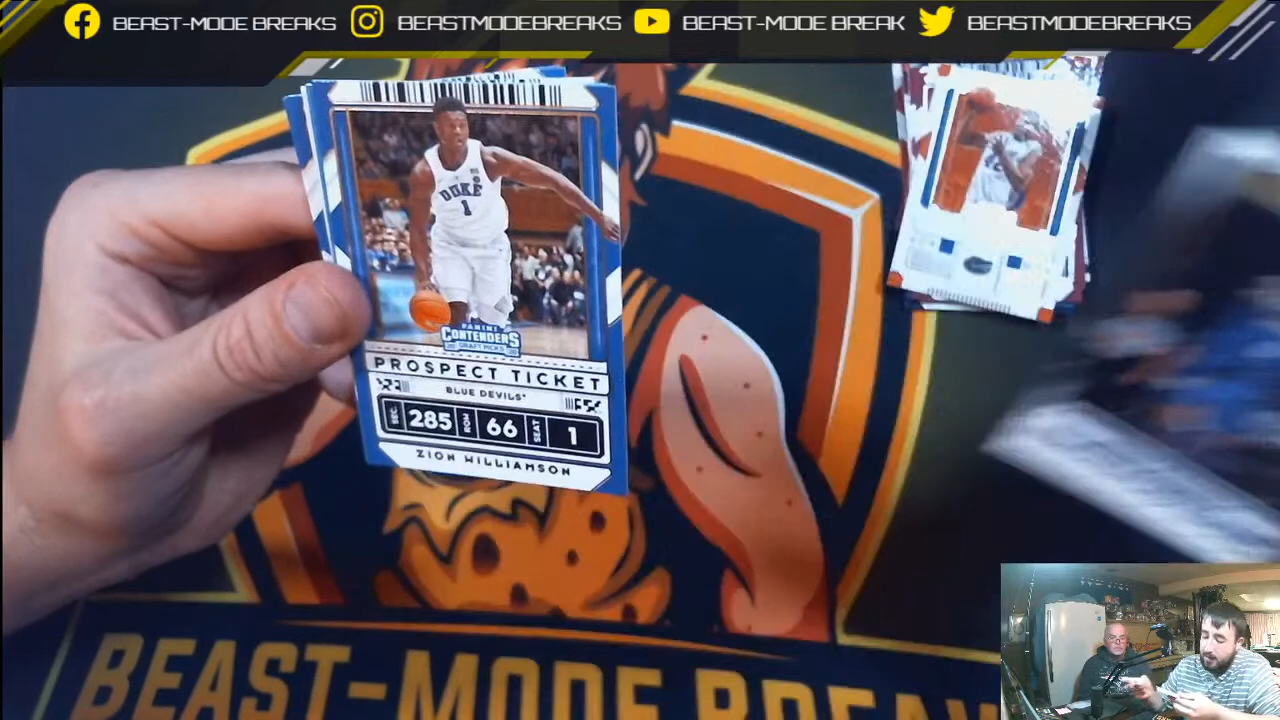 BEAST-MODE BREAKS BEASTMODEBREAKS BEAST-MODE BREAK BEASTMODEBREAKS
DUKE
1
PANINI
CONTENDERS
DRAFT PICKS
PROSPECT TICKET
BLUE DEVILS
SEC 285 ROW 66 SEAT 1
ZION WILLIAMSON
BEAST-MODE BREAK